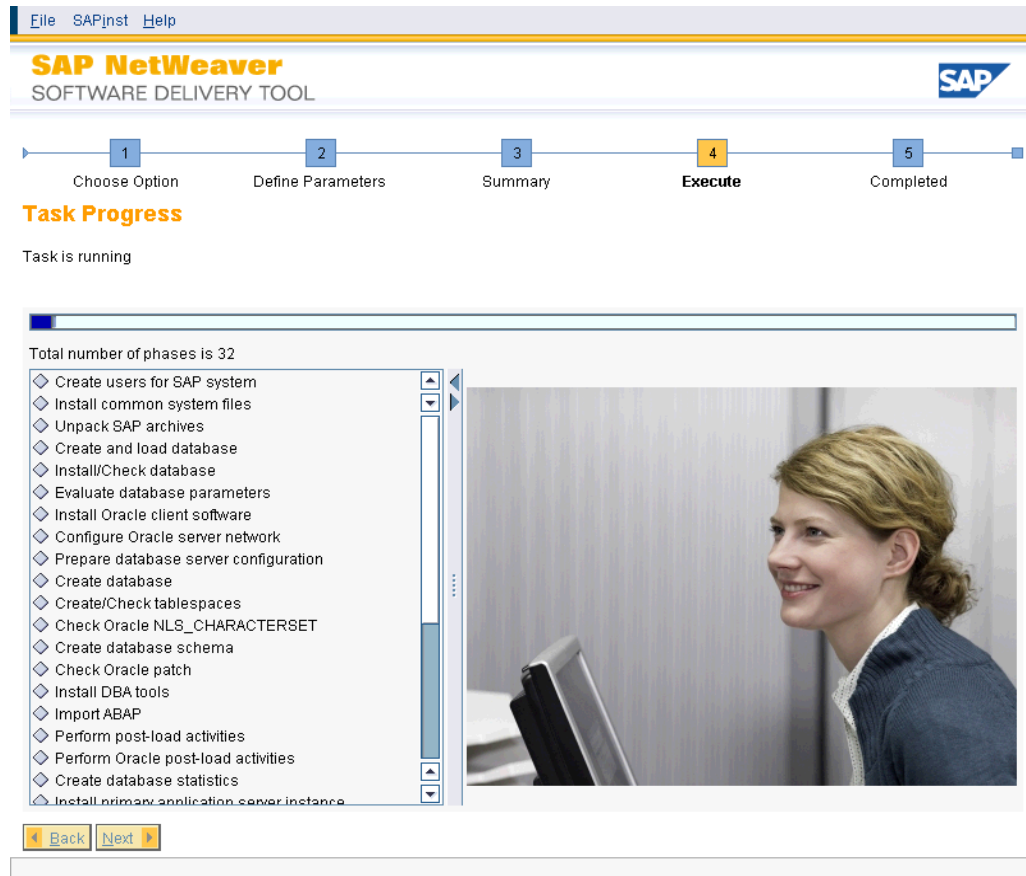 File SAPinst Help
SAP NetWeaver
SOFTWARE DELIVERY TOOL
SAP
1 2 3 4 5
Choose Option Define Parameters Summary Execute Completed
Task Progress
Task is running
Total number of phases is 32
Create users for SAP system
Install common system files
Unpack SAP archives
Create and load database
Install/Check database
Evaluate database parameters
Install Oracle client software
Configure Oracle server network
Prepare database server configuration
Create database
Create/Check tablespaces
Check Oracle NLS_CHARACTERSET
Create database schema
Check Oracle patch
Install DBA tools
Import ABAP
Perform post-load activities
Perform Oracle post-load activities
Create database statistics
Install primary application server instance
Back Next